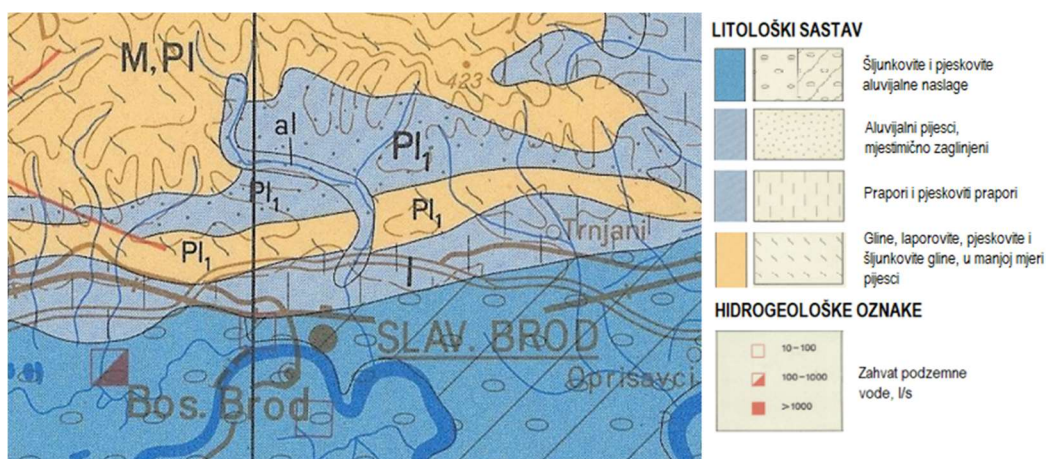 M, Pl
423
al
Pl₁
Pl₁
Pl₁
Pl₁
Trnjani
l
SLAV. BROD
Oprisavci
Bos. Brod
LITOLOŠKI SASTAV
Šljunkovite i pjeskovite
aluvijalne naslage
Aluvijalni pijesci,
mjestimično zaglinjeni
Prapori i pjeskoviti prapori
Gline, laporovite, pjeskovite i
šljunkovite gline, u manjoj mjeri
pijesci
HIDROGEOLOŠKE OZNAKE
10–100
100–1000
>1000
Zahvat podzemne
vode, l/s